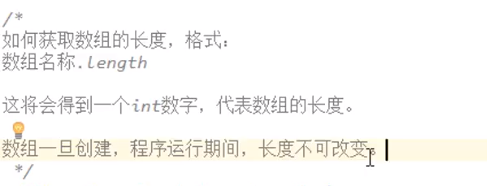 /*
如何获取数组的长度，格式：
数组名称.length
这将会得到一个int数字，代表数组的长度。
数组一旦创建，程序运行期间，长度不可改变。
*/